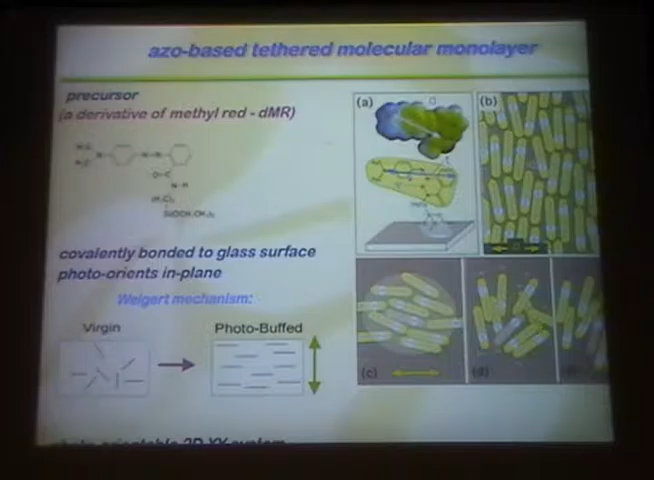 azo-based tethered molecular monolayer
precursor
(a derivative of methyl red - dMR)
covalently bonded to glass surface
photo-orients in-plane
Weigert mechanism:
Virgin
Photo-Buffed
(a)
(b)
(c)
(d)